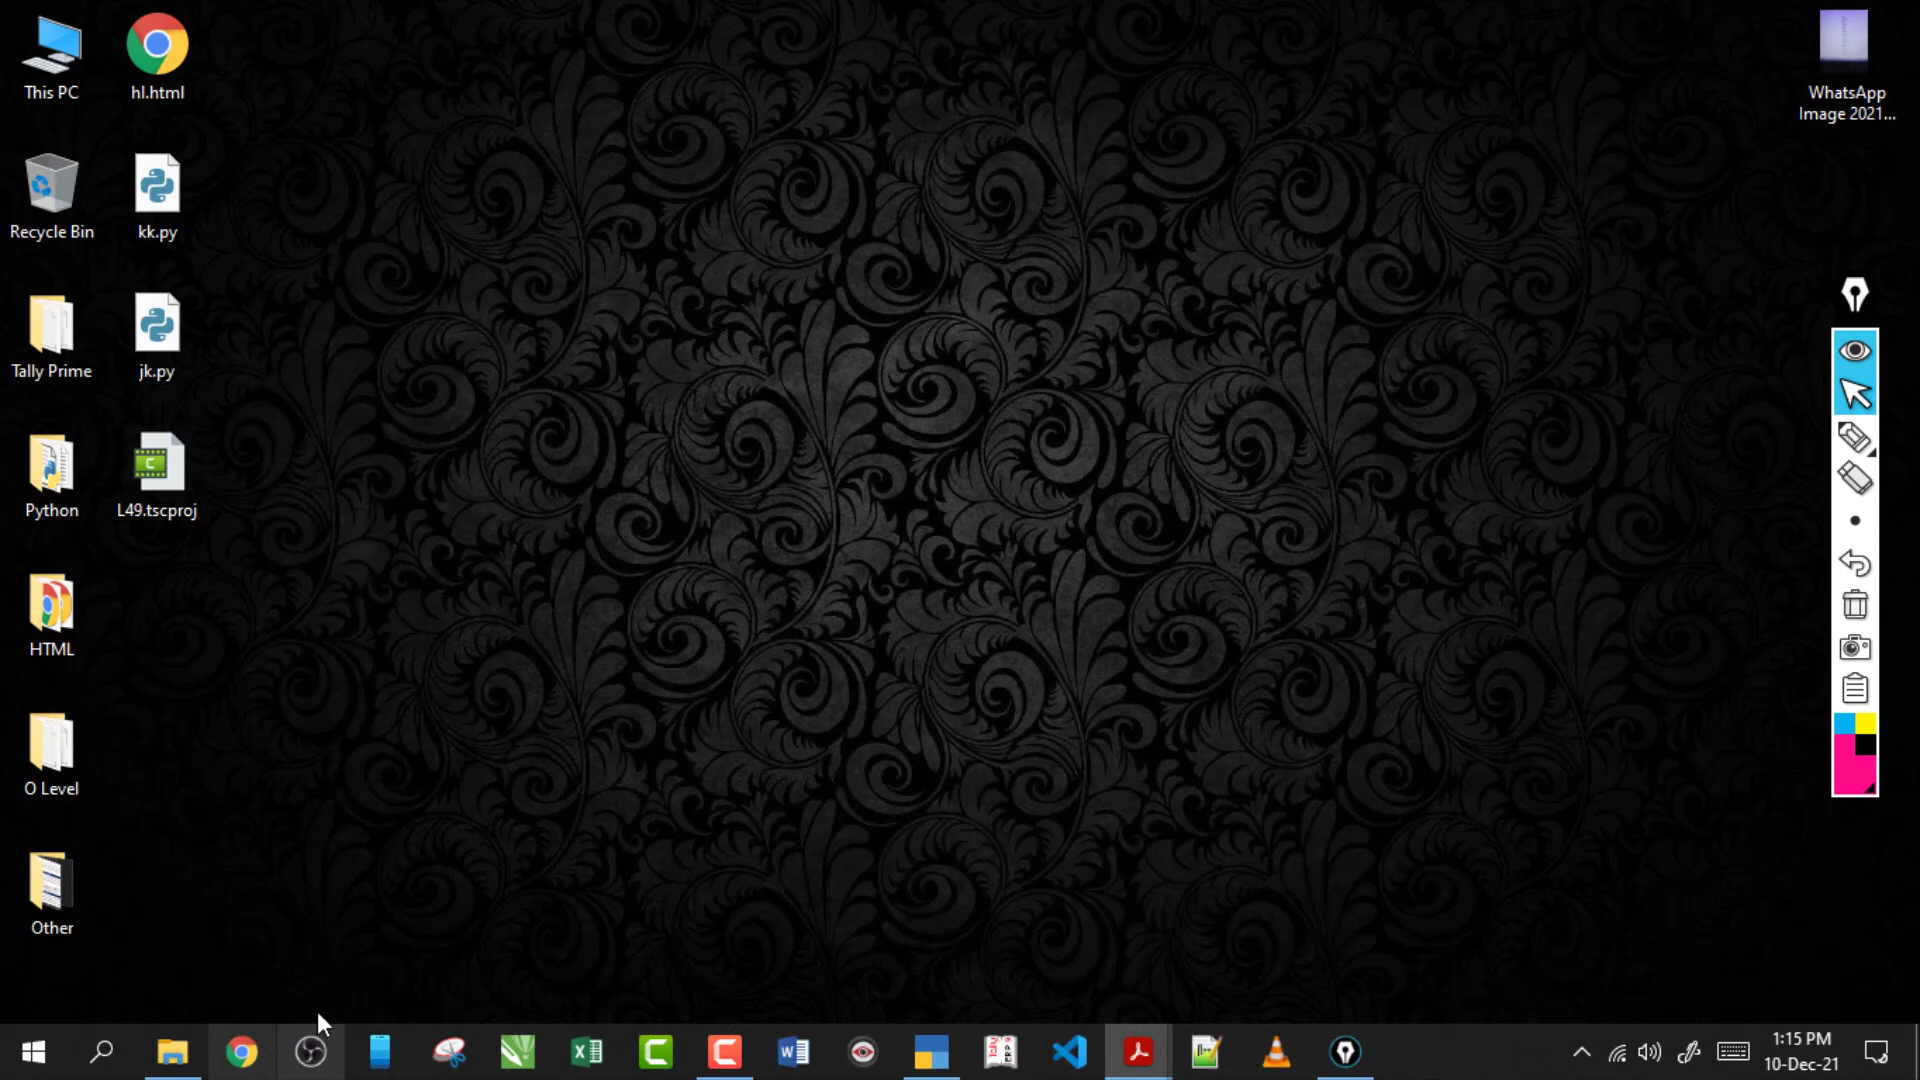 This PC
hl.html
WhatsApp
Image 2021...
Recycle Bin
kk.py
Tally Prime
jk.py
Python
L49.tscproj
HTML
O Level
Other
1:15 PM
10-Dec-21